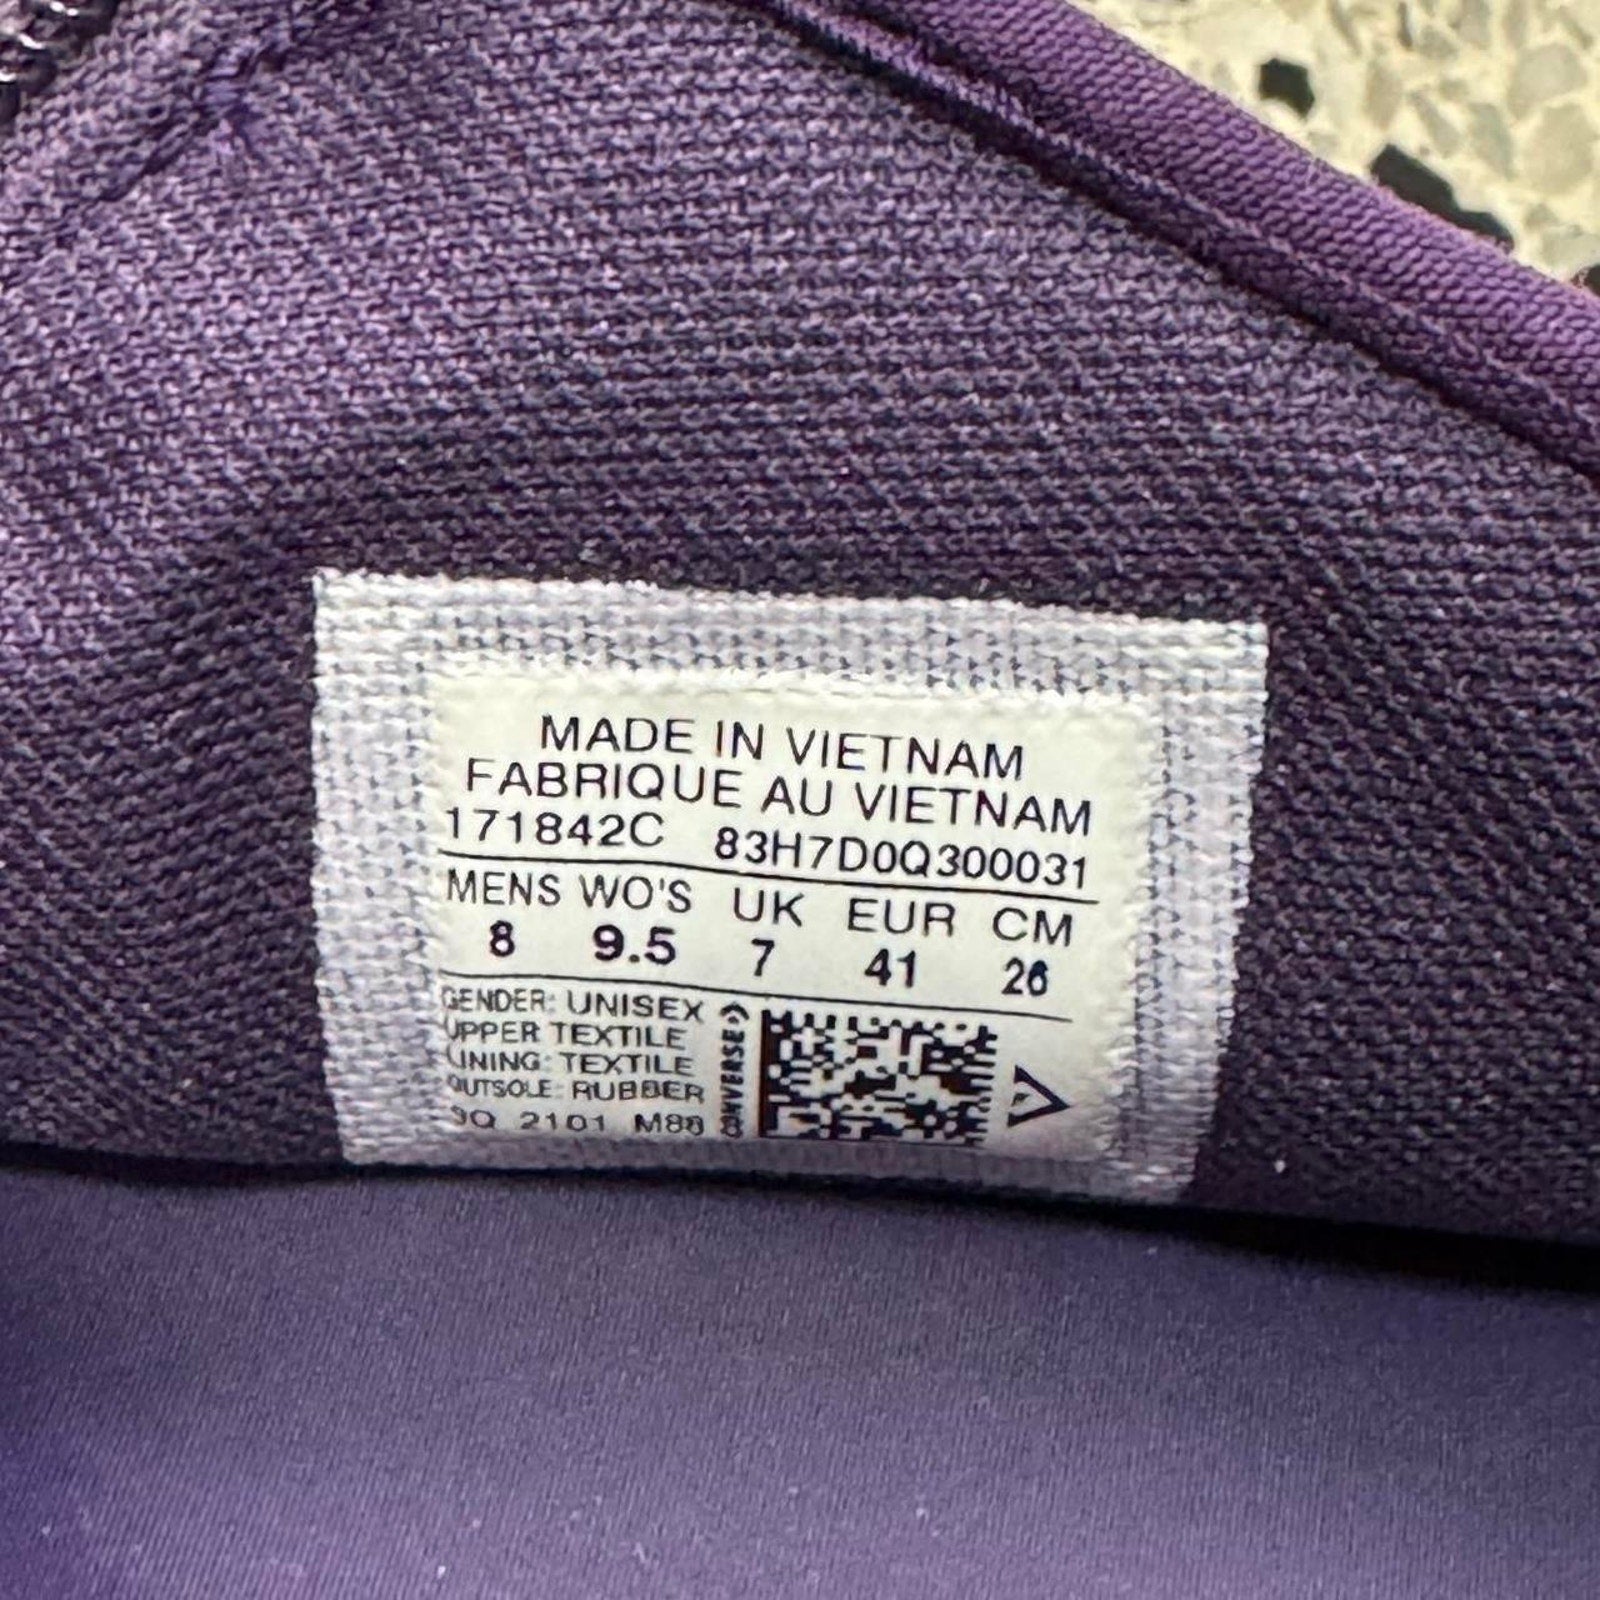 MADE IN VIETNAM
FABRIQUE AU VIETNAM
171842C 83H7D0Q300031
MENS WO'S UK EUR CM
8 9.5 7 41 26
GENDER: UNISEX
UPPER TEXTILE
LINING: TEXTILE
OUTSOLE: RUBBER
2101
CONVERSE